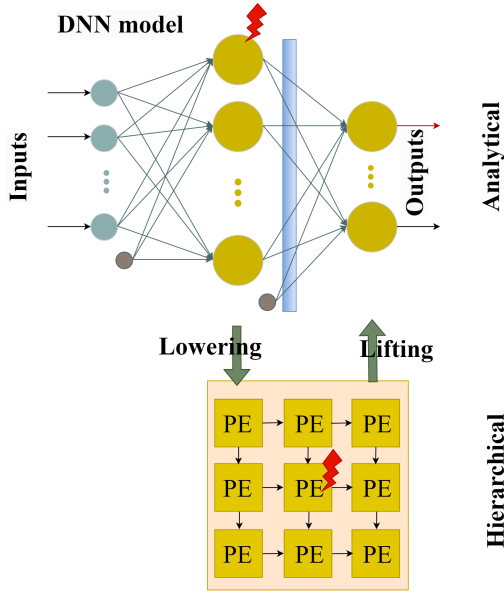 DNN model
Inputs
Outputs
Analytical
Lowering
Lifting
PE PE PE
PE PE PE
PE PE PE
Hierarchical